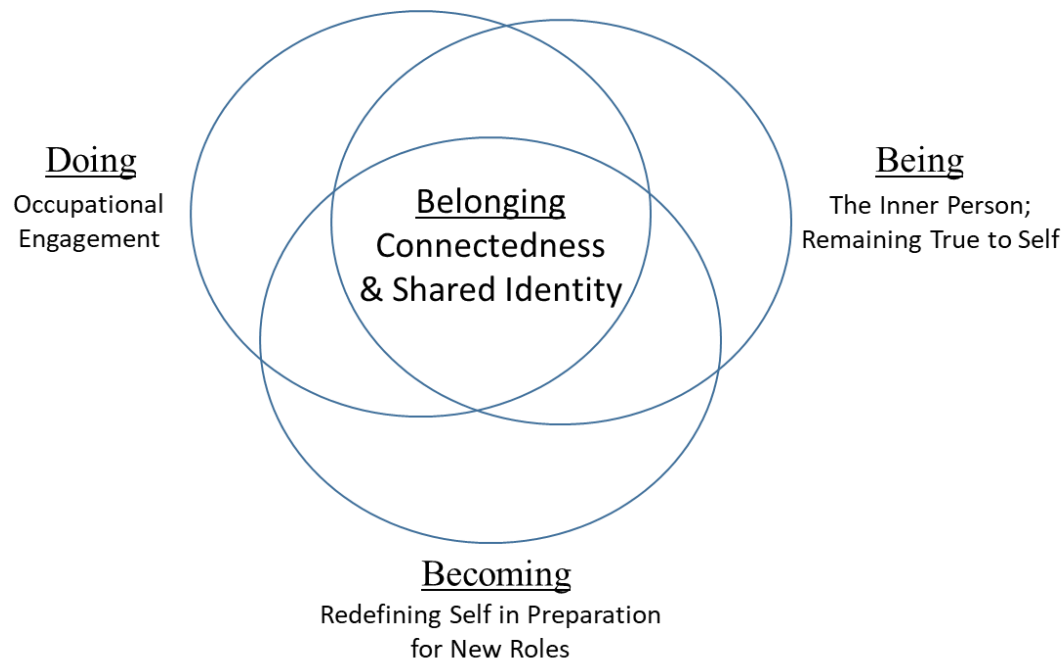 Doing
Occupational
Engagement
Belonging
Connectedness
& Shared Identity
Being
The Inner Person;
Remaining True to Self
Becoming
Redefining Self in Preparation
for New Roles